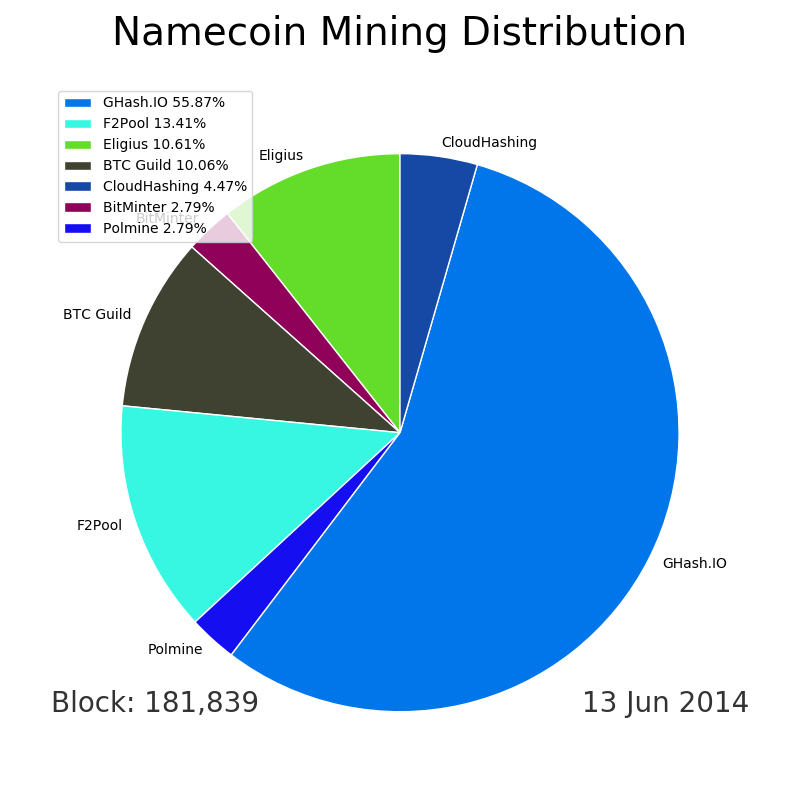 Namecoin Mining Distribution
GHash.IO 55.87%
F2Pool 13.41%
Eligius 10.61%
BTC Guild 10.06%
CloudHashing 4.47%
BitMinter 2.79%
Polmine 2.79%
CloudHashing
Eligius
BitMinter
BTC Guild
F2Pool
GHash.IO
Polmine
Block: 181,839
13 Jun 2014